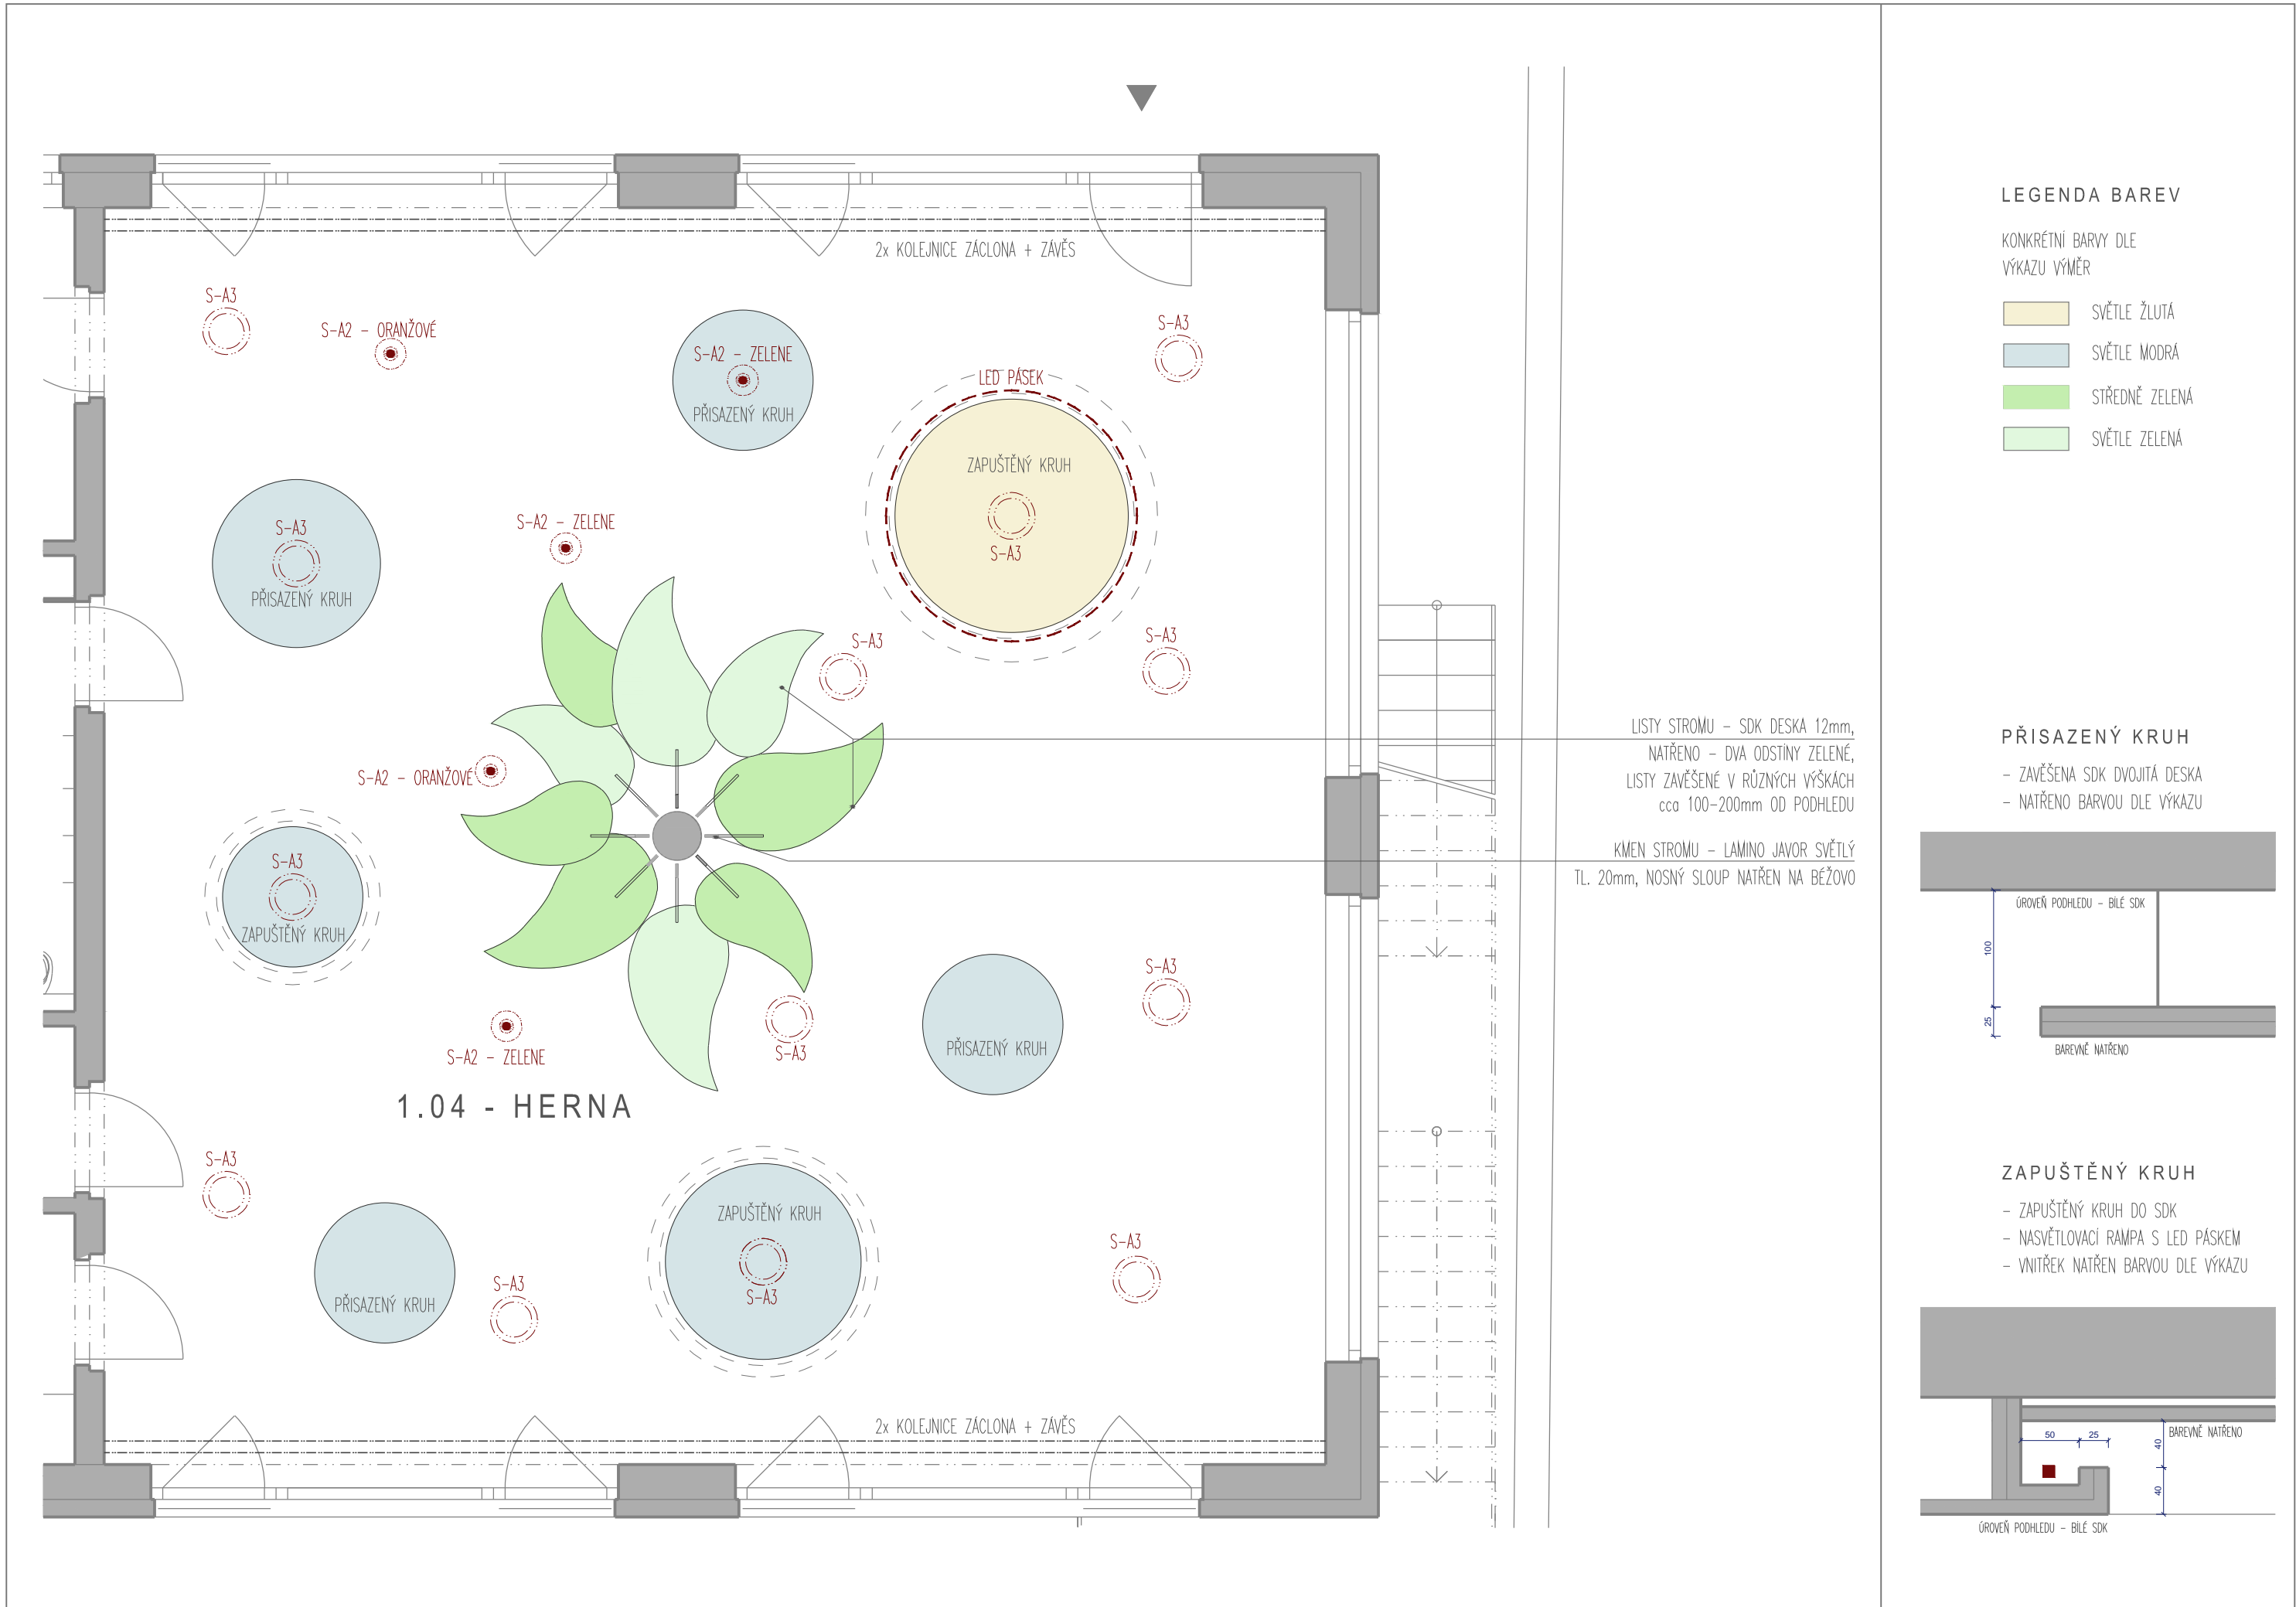 2x KOLEJNICE ZÁCLONA + ZÁVĚS
S-A3
S-A2 - ORANŽOVÉ
S-A2 - ZELENE
PŘISAZENÝ KRUH
LED PÁSEK
ZAPUŠTĚNÝ KRUH
S-A3
S-A3
S-A3
PŘISAZENÝ KRUH
S-A2 - ZELENE
S-A3
S-A3
S-A2 - ORANŽOVÉ
S-A3
ZAPUŠTĚNÝ KRUH
S-A2 - ZELENE
S-A3
S-A3
PŘISAZENÝ KRUH
1.04 - HERNA
S-A3
PŘISAZENÝ KRUH
S-A3
ZAPUŠTĚNÝ KRUH
S-A3
S-A3
2x KOLEJNICE ZÁCLONA + ZÁVĚS
LISTY STROMU - SDK DESKA 12mm,
NATŘENO - DVA ODSTÍNY ZELENÉ,
LISTY ZAVĚŠENÉ V RŮZNÝCH VÝŠKÁCH
cca 100-200mm OD PODHLEDU
KMEN STROMU - LAMINO JAVOR SVĚTLÝ
TL. 20mm, NOSNÝ SLOUP NATŘEN NA BÉŽOVO
LEGENDA BAREV
KONKRÉTNÍ BARVY DLE
VÝKAZU VÝMĚR
SVĚTLE ŽLUTÁ
SVĚTLE MODRÁ
STŘEDNĚ ZELENÁ
SVĚTLE ZELENÁ
PŘISAZENÝ KRUH
- ZAVĚŠENA SDK DVOJITÁ DESKA
- NATŘENO BARVOU DLE VÝKAZU
ÚROVEŇ PODHLEDU - BÍLÉ SDK
100
25
BAREVNĚ NATŘENO
ZAPUŠTĚNÝ KRUH
- ZAPUŠTĚNÝ KRUH DO SDK
- NASVĚTLOVACÍ RAMPA S LED PÁSKEM
- VNITŘEK NATŘEN BARVOU DLE VÝKAZU
50
25
40
BAREVNĚ NATŘENO
40
ÚROVEŇ PODHLEDU - BÍLÉ SDK